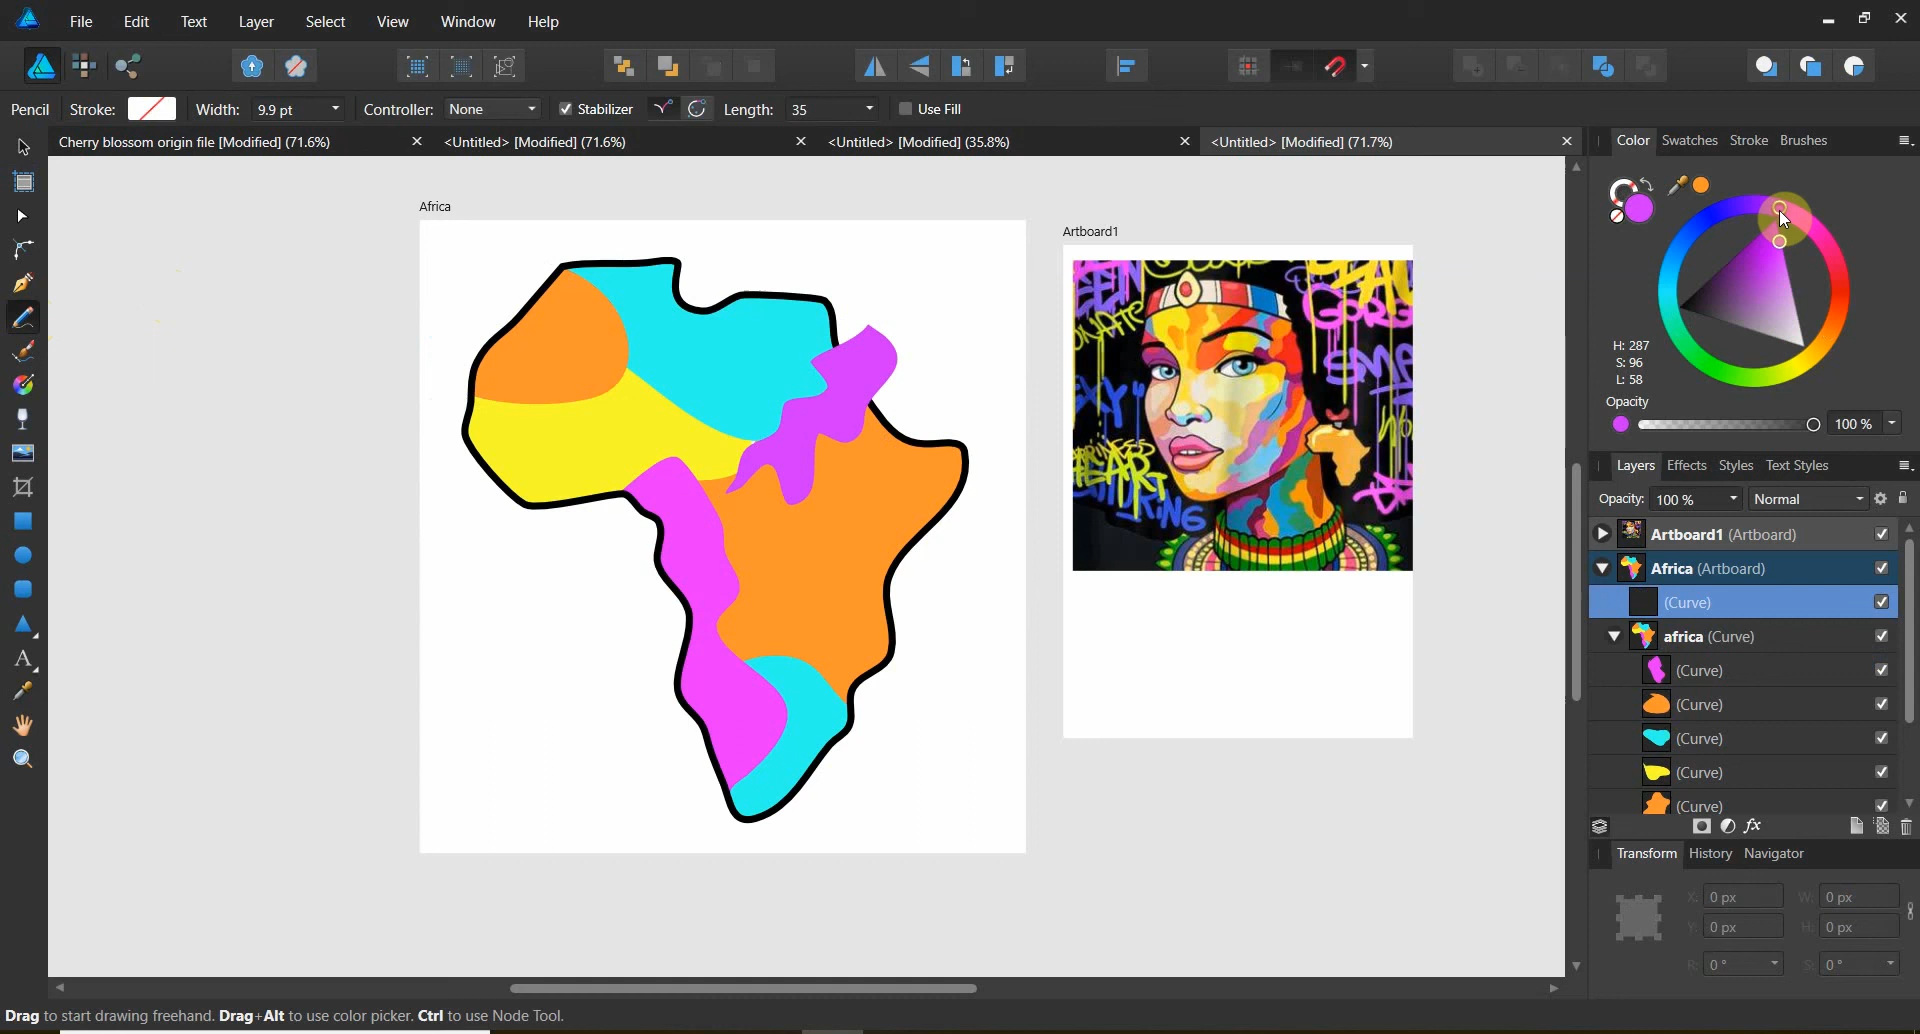 File Edit Text Layer Select View Window Help
Pencil Stroke: Width: 9.9 pt Controller: None Stabilizer Length: 35 Use Fill
Cherry blossom origin file [Modified] (71.6%) <Untitled> [Modified] (71.6%) <Untitled> [Modified] (35.8%) <Untitled> [Modified] (71.7%)
Color Swatches Stroke Brushes
H: 287
S: 96
L: 58
Opacity
100 %
Africa
Artboard1
Layers Effects Styles Text Styles
Opacity: 100 % Normal
Artboard1 (Artboard)
Africa (Artboard)
(Curve)
africa (Curve)
(Curve)
(Curve)
(Curve)
(Curve)
(Curve)
fx
Transform History Navigator
X: 0 px W: 0 px
Y: 0 px H: 0 px
R: 0 ° S: 0 °
Drag to start drawing freehand. Drag+Alt to use color picker. Ctrl to use Node Tool.